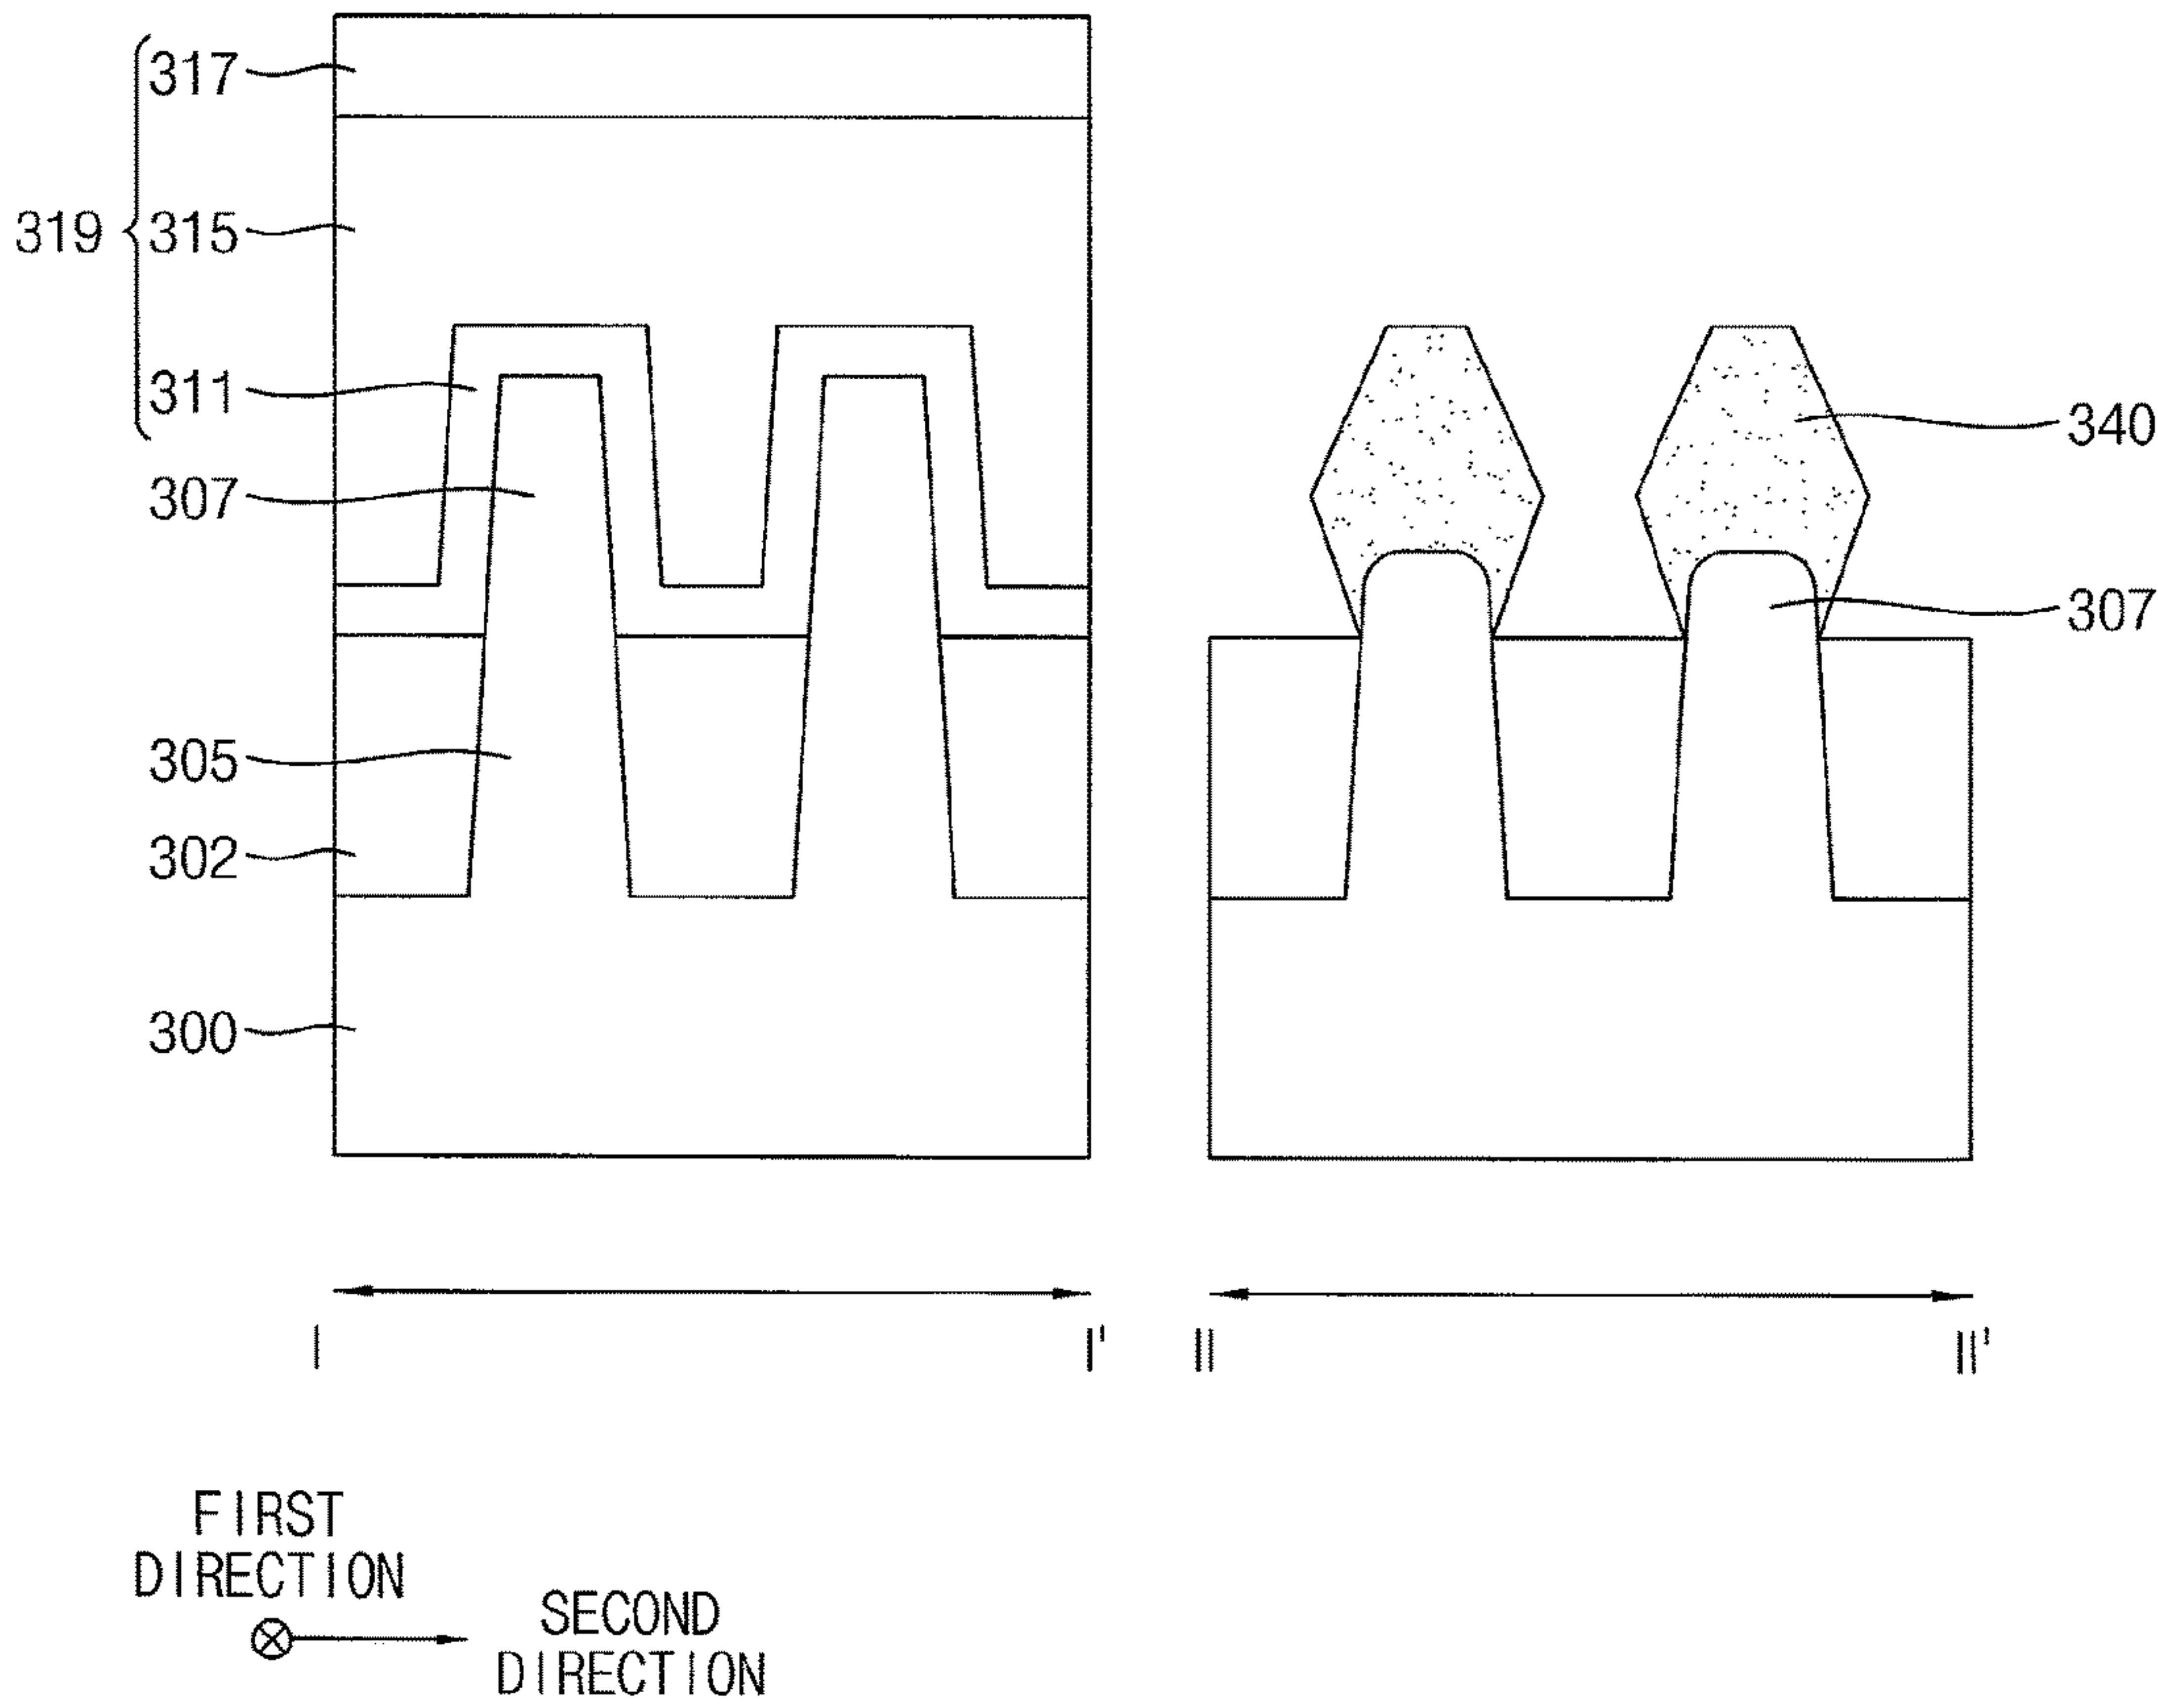 317
319 315
311
340
307
307
305
302
300
I I' II II'
FIRST
DIRECTION
SECOND
DIRECTION